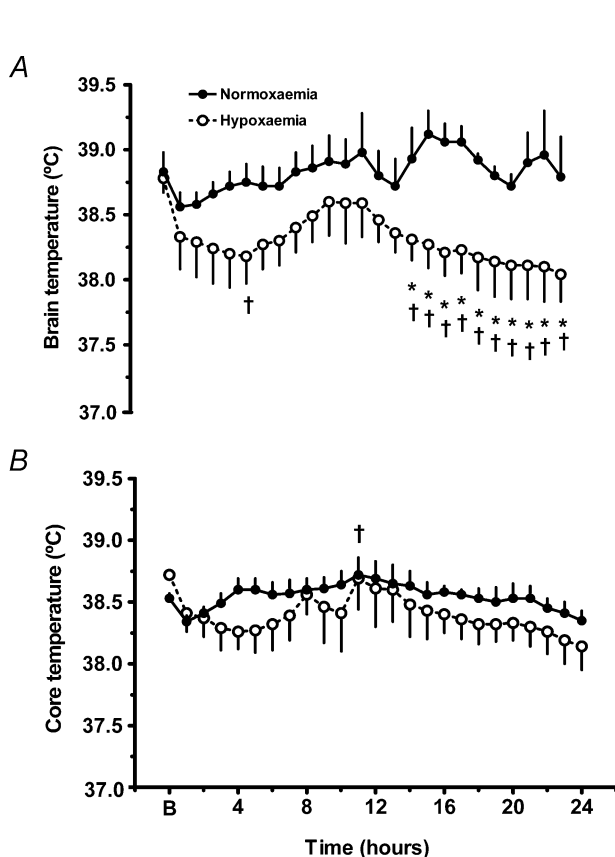 A
39.5
Normoxaemia
Hypoxaemia
39.0
38.5
38.0
37.5
37.0
Brain temperature (ºC)
†
* * * * * * * * * *
† † † † † † † † † †
B
39.5
39.0
38.5
38.0
37.5
37.0
Core temperature (ºC)
†
B 4 8 12 16 20 24
Time (hours)